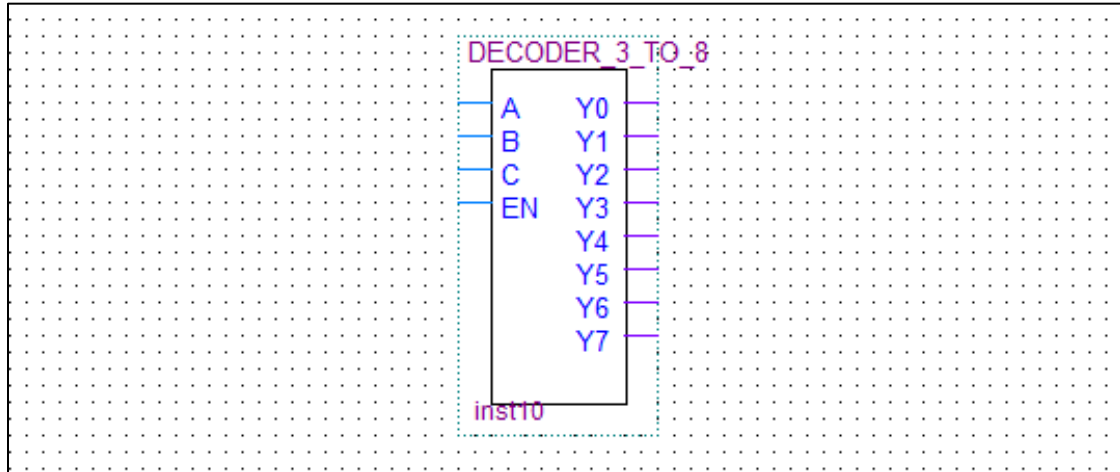 DECODER_3_TO_8
A Y0
B Y1
C Y2
EN Y3
Y4
Y5
Y6
Y7
inst10